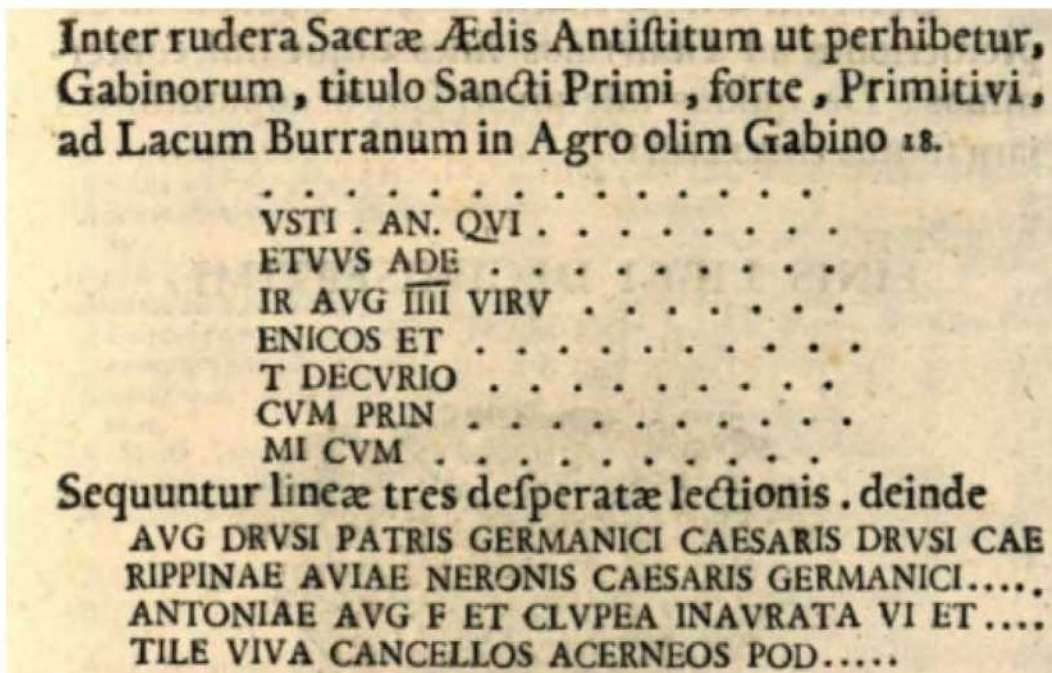 Inter rudera Sacræ Ædis Antiſtitum ut perhibetur,
Gabinorum, titulo Sancti Primi, forte, Primitivi,
ad Lacum Burranum in Agro olim Gabino 18.
. . . . . . . . . . . . . .
VSTI . AN. QVI . . . . . . . .
ETVVS ADE . . . . . . . . .
IR AVG I̅I̅I̅I̅ VIRV . . . . . . .
ENICOS ET . . . . . . . . . .
T DECVRIO . . . . . . . . .
CVM PRIN . . . . . . . . . .
MI CVM . . . . . . . . . .
Sequuntur lineæ tres deſperatæ lectionis. deinde
AVG DRVSI PATRIS GERMANICI CAESARIS DRVSI CAE
RIPPINAE AVIAE NERONIS CAESARIS GERMANICI.....
ANTONIAE AVG F ET CLVPEA INAVRATA VI ET ....
TILE VIVA CANCELLOS ACERNEOS POD.....